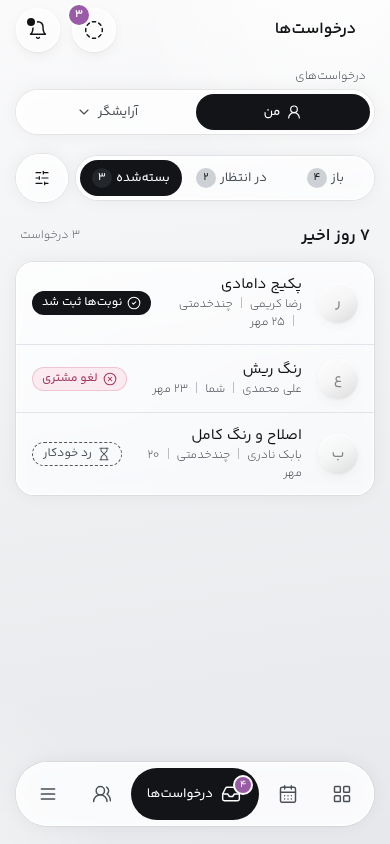 درخواست‌ها
۳
درخواست‌های
من
آرایشگر
باز ۴
در انتظار ۲
بسته‌شده ۳
۷ روز اخیر
۳ درخواست
ر
پکیج دامادی
رضا کریمی | چندخدمتی
| ۲۵ مهر
نوبت‌ها ثبت شد
ع
رنگ ریش
علی محمدی | شما | ۲۳ مهر
لغو مشتری
ب
اصلاح و رنگ کامل
بابک نادری | چندخدمتی | ۲۰
مهر
رد خودکار
۴
درخواست‌ها